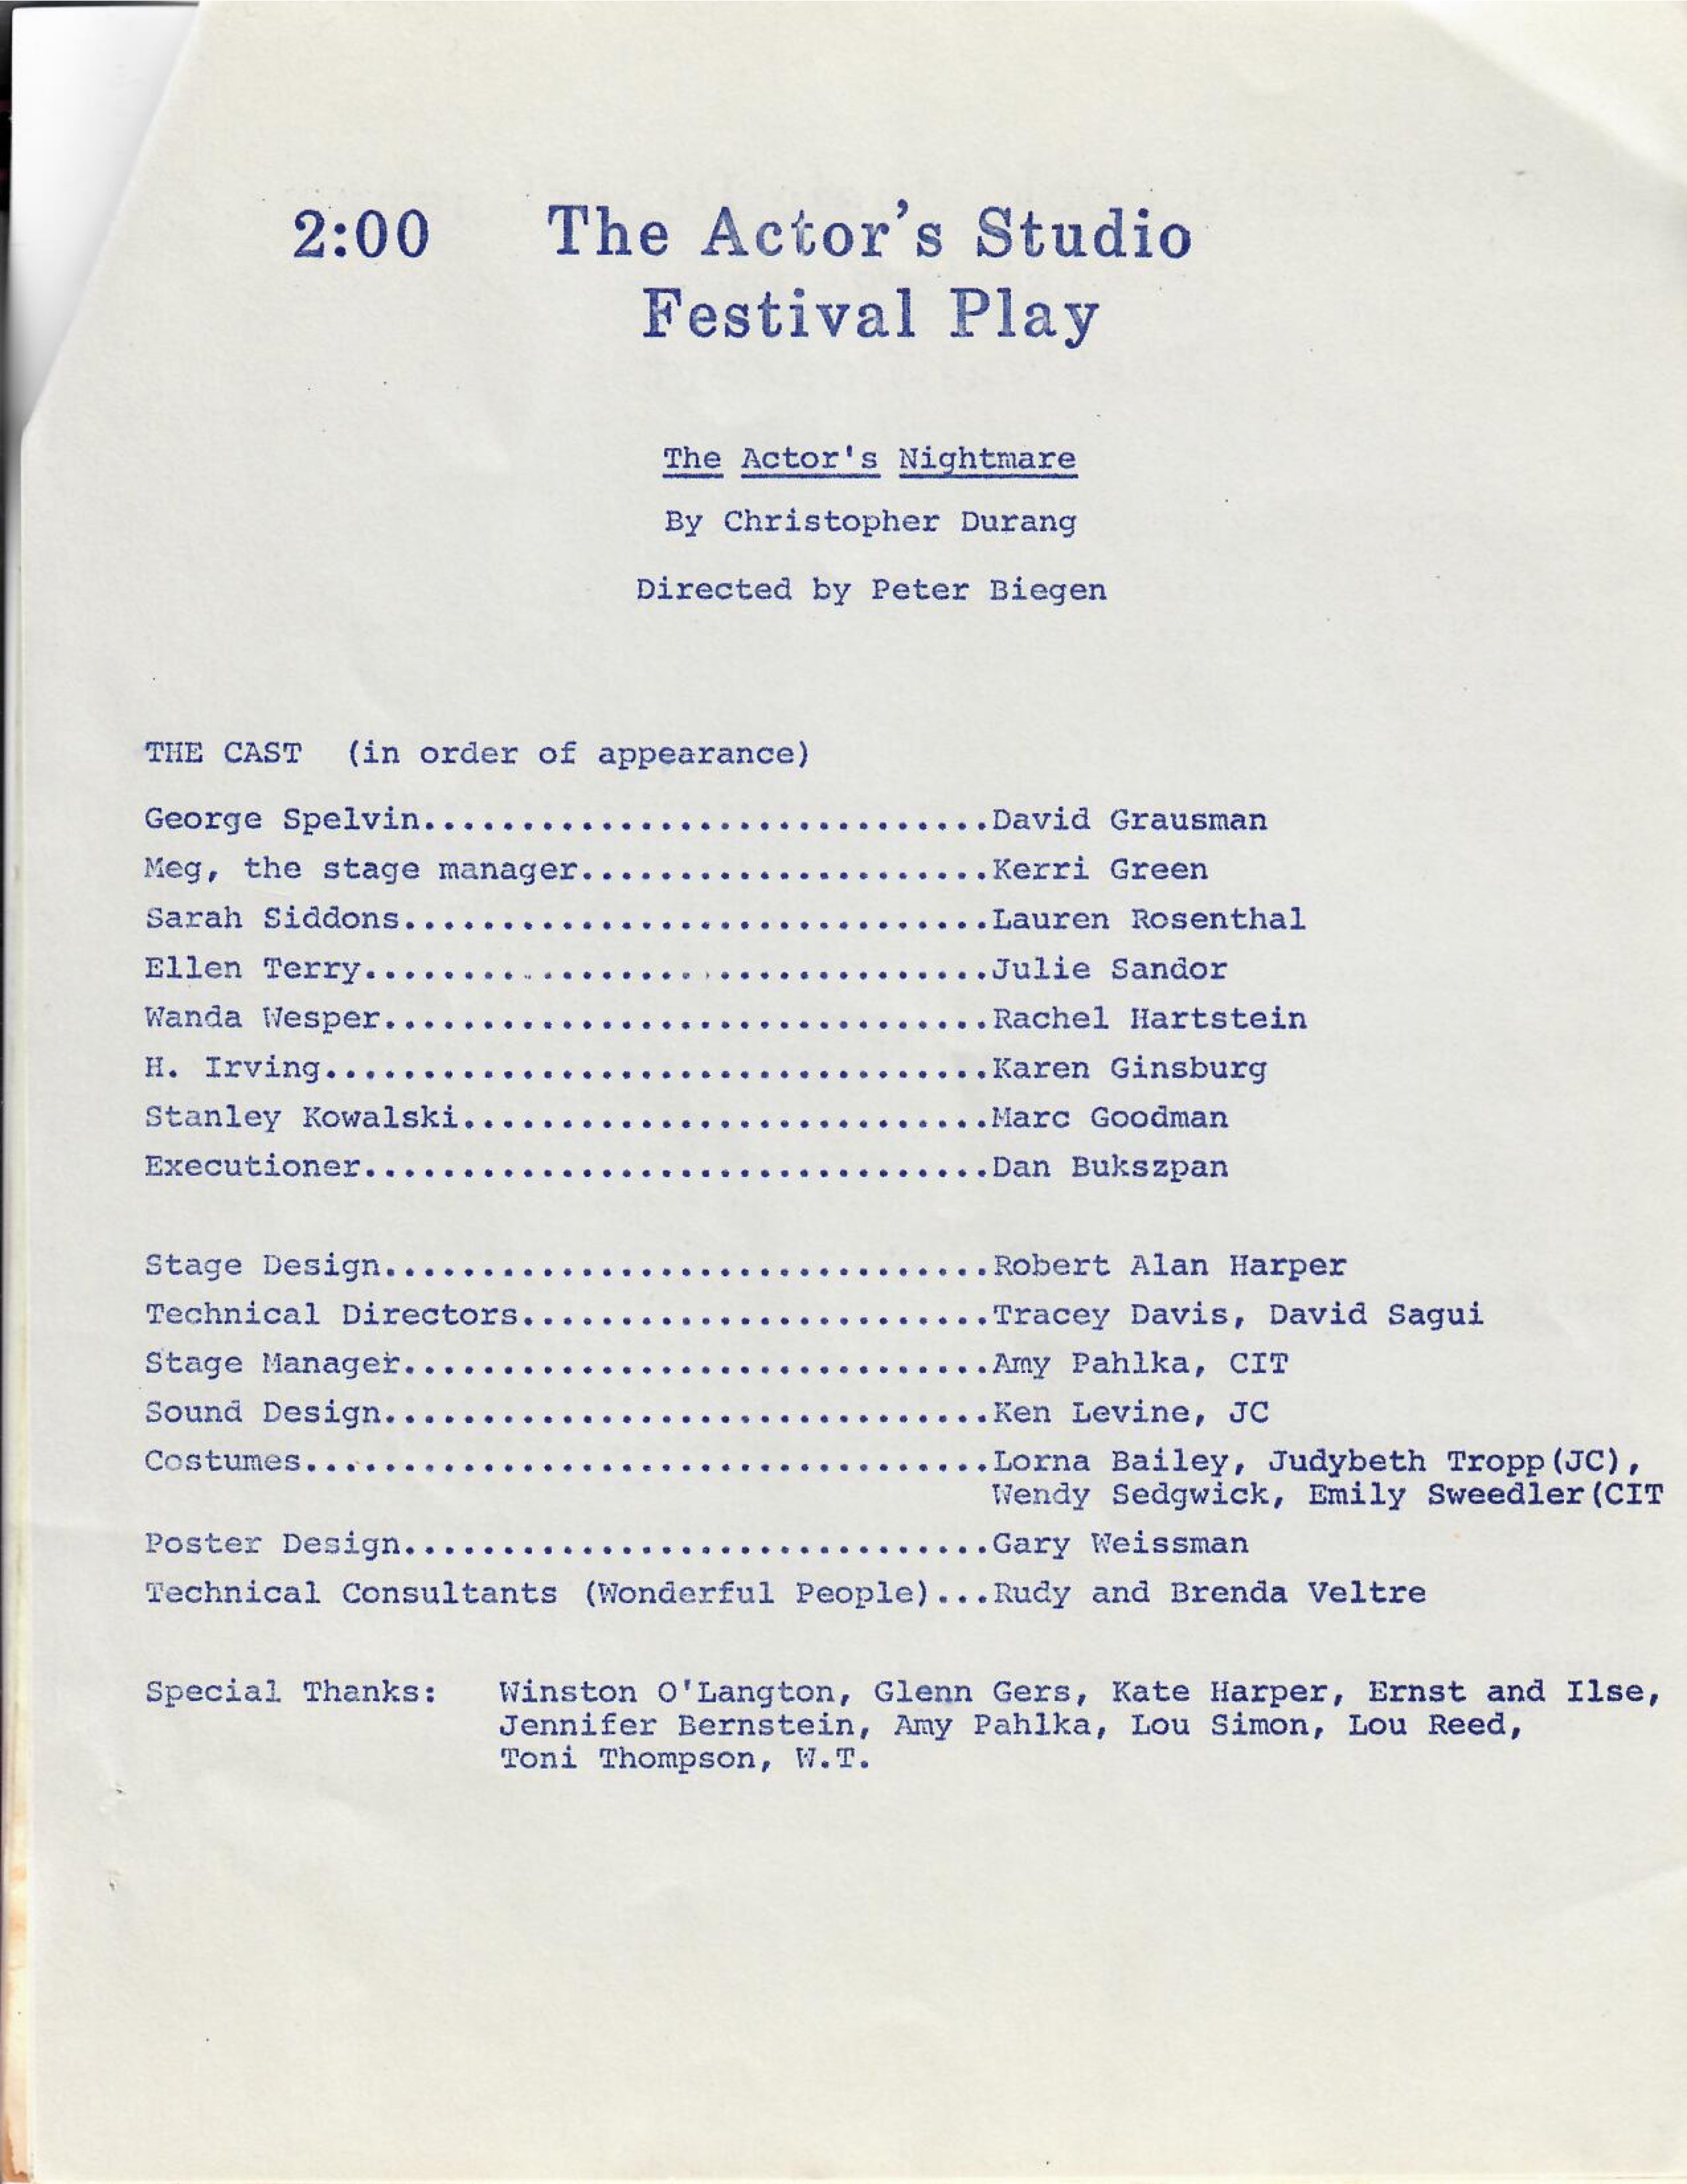 2:00 The Actor's Studio
Festival Play
The Actor's Nightmare
By Christopher Durang
Directed by Peter Biegen
THE CAST (in order of appearance)
George Spelvin.............................David Grausman
Meg, the stage manager.....................Kerri Green
Sarah Siddons..............................Lauren Rosenthal
Ellen Terry................................Julie Sandor
Wanda Wesper...............................Rachel Hartstein
H. Irving..................................Karen Ginsburg
Stanley Kowalski...........................Marc Goodman
Executioner................................Dan Bukszpan
Stage Design...............................Robert Alan Harper
Technical Directors........................Tracey Davis, David Sagui
Stage Manager..............................Amy Pahlka, CIT
Sound Design...............................Ken Levine, JC
Costumes...................................Lorna Bailey, Judybeth Tropp(JC),
Wendy Sedgwick, Emily Sweedler(CIT
Poster Design..............................Gary Weissman
Technical Consultants (Wonderful People)...Rudy and Brenda Veltre
Special Thanks: Winston O'Langton, Glenn Gers, Kate Harper, Ernst and Ilse,
Jennifer Bernstein, Amy Pahlka, Lou Simon, Lou Reed,
Toni Thompson, W.T.